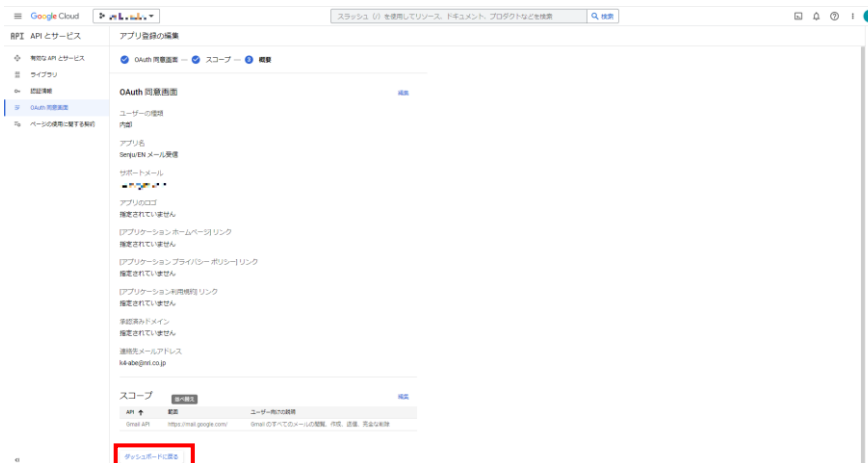 Google Cloud
スラッシュ (/) を使用してリソース、ドキュメント、プロダクトなどを検索
検索
API API とサービス
アプリ登録の編集
有効な API とサービス
ライブラリ
認証情報
OAuth 同意画面
ページの使用に関する契約
OAuth 同意画面 — スコープ — 3 概要
OAuth 同意画面
編集
ユーザーの種類
内部
アプリ名
Senju/EN メール受信
サポートメール
アプリのロゴ
指定されていません
[アプリケーション ホームページ] リンク
指定されていません
[アプリケーション プライバシー ポリシー] リンク
指定されていません
[アプリケーション利用規約] リンク
指定されていません
承認済みドメイン
指定されていません
連絡先メールアドレス
スコープ
並べ替え
編集
API 範囲 ユーザー向けの説明
Gmail API https://mail.google.com/ Gmail のすべてのメールの閲覧、作成、送信、完全な削除
ダッシュボードに戻る